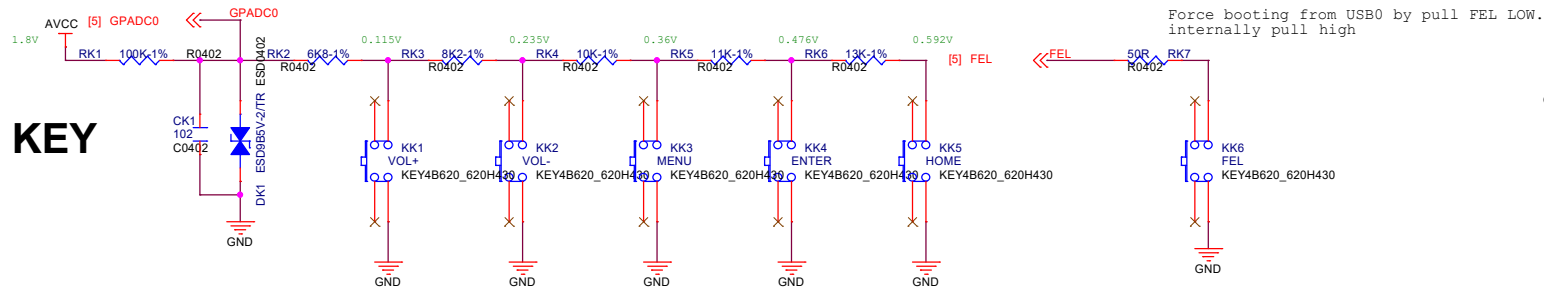 Force booting from USB0 by pull FEL LOW.
internally pull high
AVCC
[5] GPADC0
GPADC0
1.8V
0.115V
0.235V
0.36V
0.476V
0.592V
RK1
100K-1%
R0402
RK2
6K8-1%
R0402
RK3
8K2-1%
R0402
RK4
10K-1%
R0402
RK5
11K-1%
R0402
RK6
13K-1%
R0402
[5] FEL
FEL
50R
RK7
R0402
KEY
CK1
102
C0402
DK1 ESD9B5V-2/TR ESD0402
KK1
VOL+
KEY4B620_620H430
KK2
VOL-
KEY4B620_620H430
KK3
MENU
KEY4B620_620H430
KK4
ENTER
KEY4B620_620H430
KK5
HOME
KEY4B620_620H430
KK6
FEL
KEY4B620_620H430
GND
GND
GND
GND
GND
GND
GND